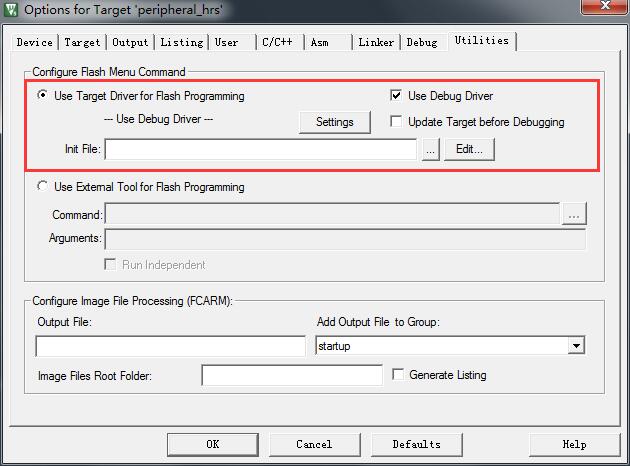 Options for Target 'peripheral_hrs'
Device Target Output Listing User C/C++ Asm Linker Debug Utilities
Configure Flash Menu Command
Use Target Driver for Flash Programming
Use Debug Driver
--- Use Debug Driver ---
Settings
Update Target before Debugging
Init File:
...
Edit...
Use External Tool for Flash Programming
Command:
...
Arguments:
Run Independent
Configure Image File Processing (FCARM):
Output File:
Add Output File to Group:
startup
Image Files Root Folder:
Generate Listing
OK
Cancel
Defaults
Help